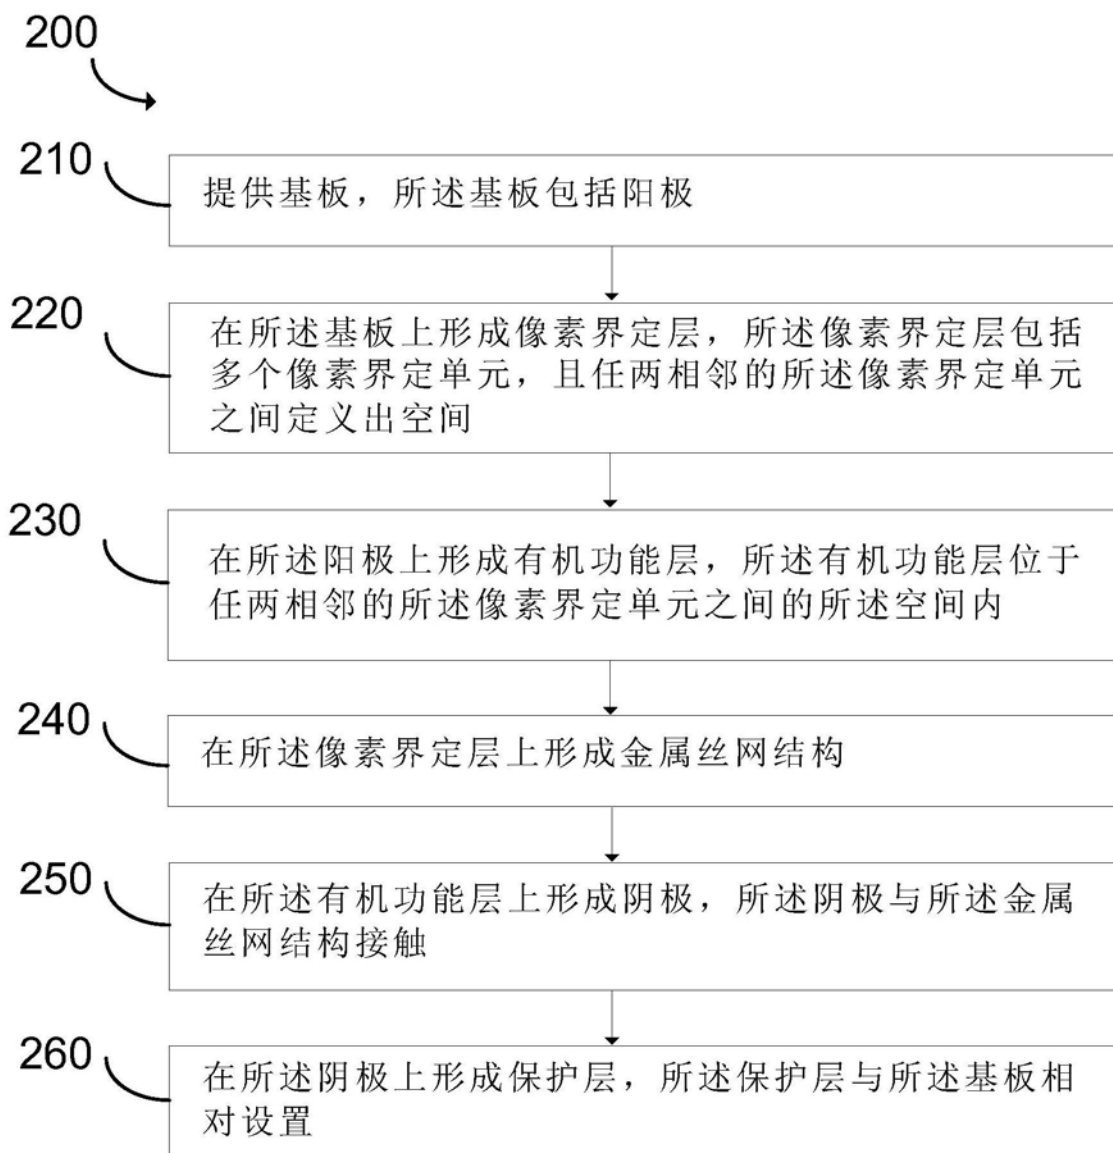 200
210
提供基板，所述基板包括阳极
220
在所述基板上形成像素界定层，所述像素界定层包括
多个像素界定单元，且任两相邻的所述像素界定单元
之间定义出空间
230
在所述阳极上形成有机功能层，所述有机功能层位于
任两相邻的所述像素界定单元之间的所述空间内
240
在所述像素界定层上形成金属丝网结构
250
在所述有机功能层上形成阴极，所述阴极与所述金属
丝网结构接触
260
在所述阴极上形成保护层，所述保护层与所述基板相
对设置